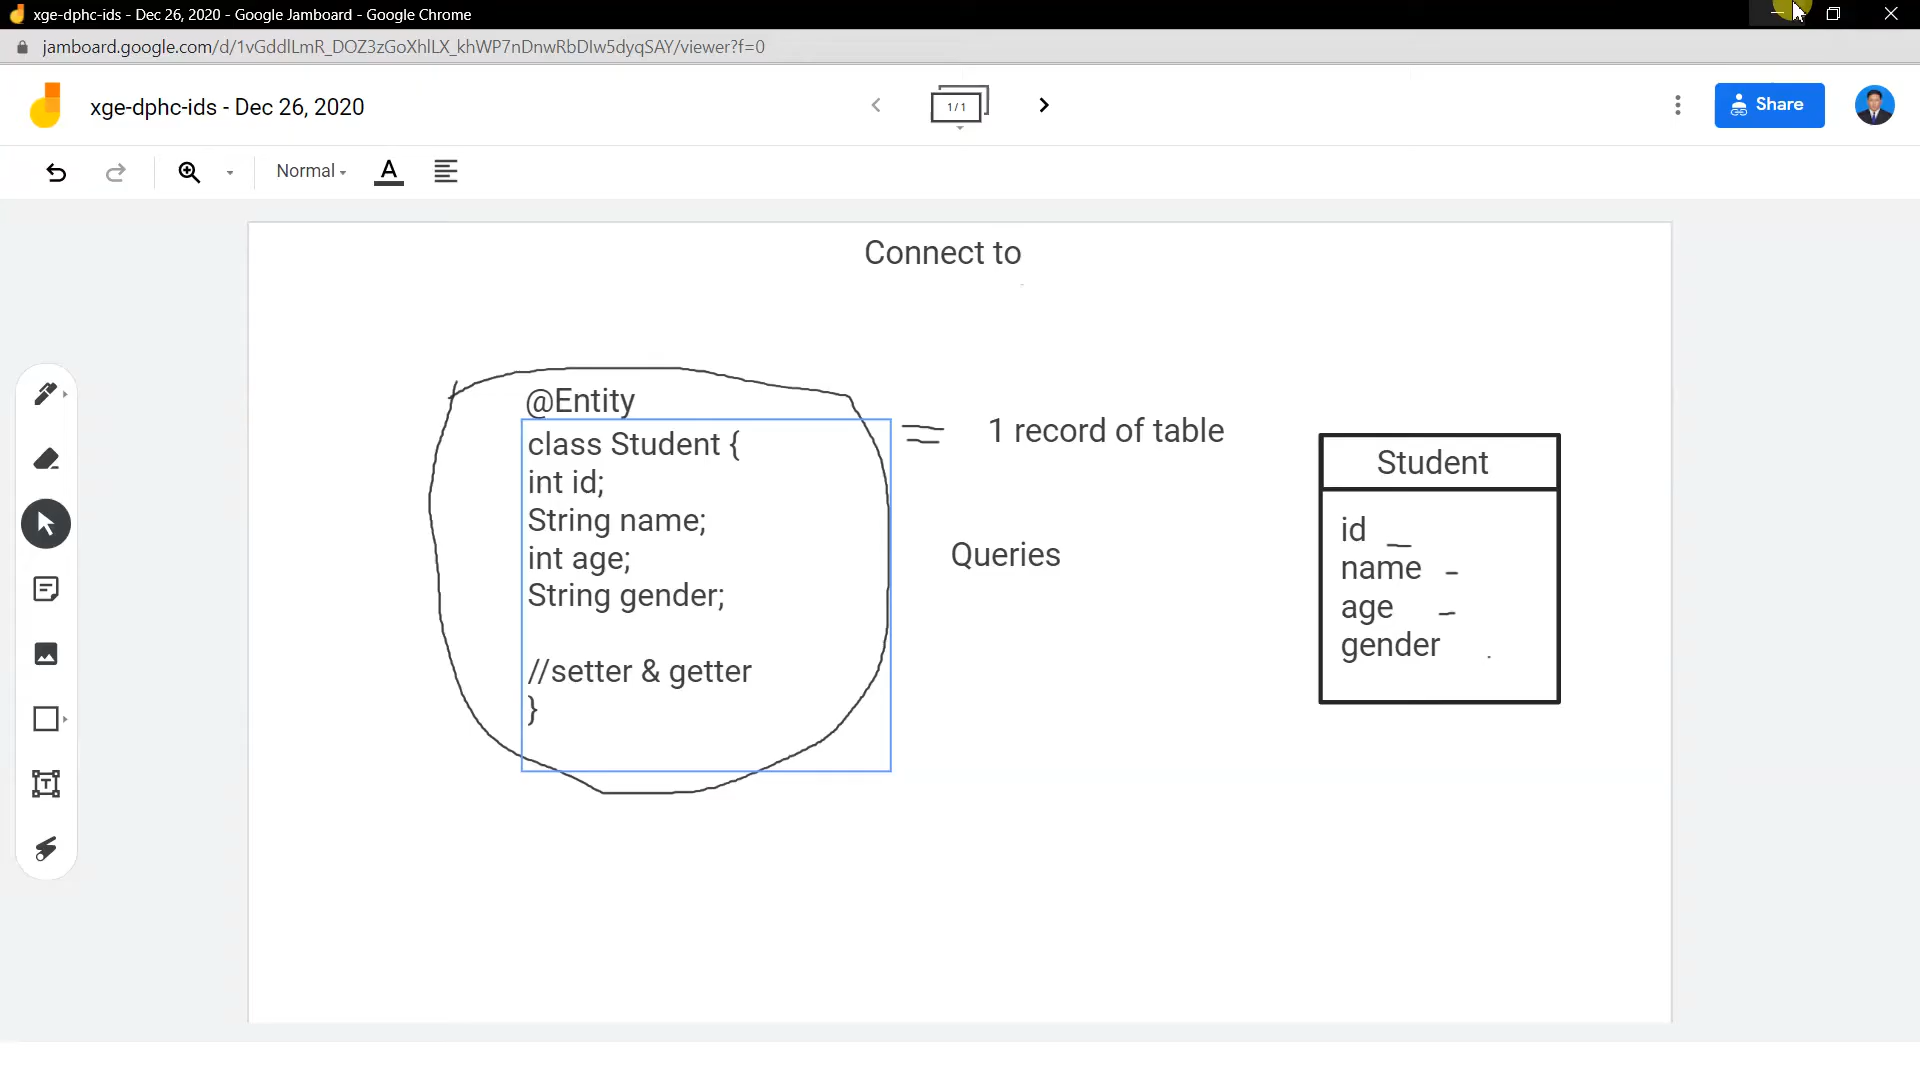 xge-dphc-ids - Dec 26, 2020 - Google Jamboard - Google Chrome
jamboard.google.com/d/1vGddlLmR_DOZ3zGoXhlLX_khWP7nDnwRbDIw5dyqSAY/viewer?f=0
xge-dphc-ids - Dec 26, 2020
1/1
Share
Normal
A
Connect to
@Entity
class Student {
int id;
String name;
int age;
String gender;
//setter & getter
}
= 1 record of table
Queries
Student
id _
name -
age -
gender .